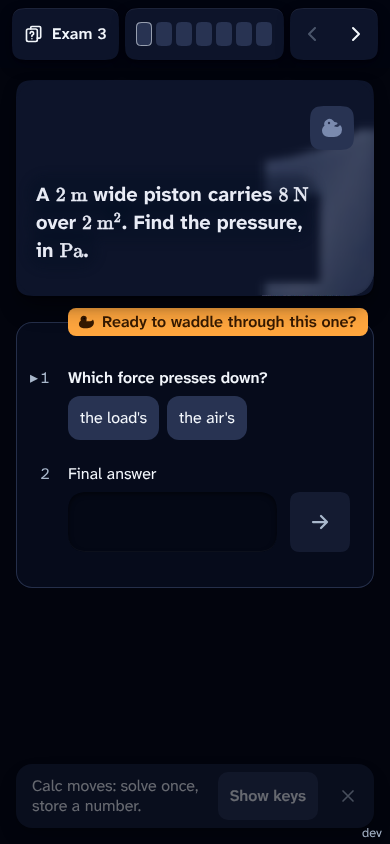 Exam 3
A 2 m wide piston carries 8 N
over 2 m². Find the pressure,
in Pa.
Ready to waddle through this one?
▸1 Which force presses down?
the load's the air's
2 Final answer
Calc moves: solve once,
store a number.
Show keys
dev